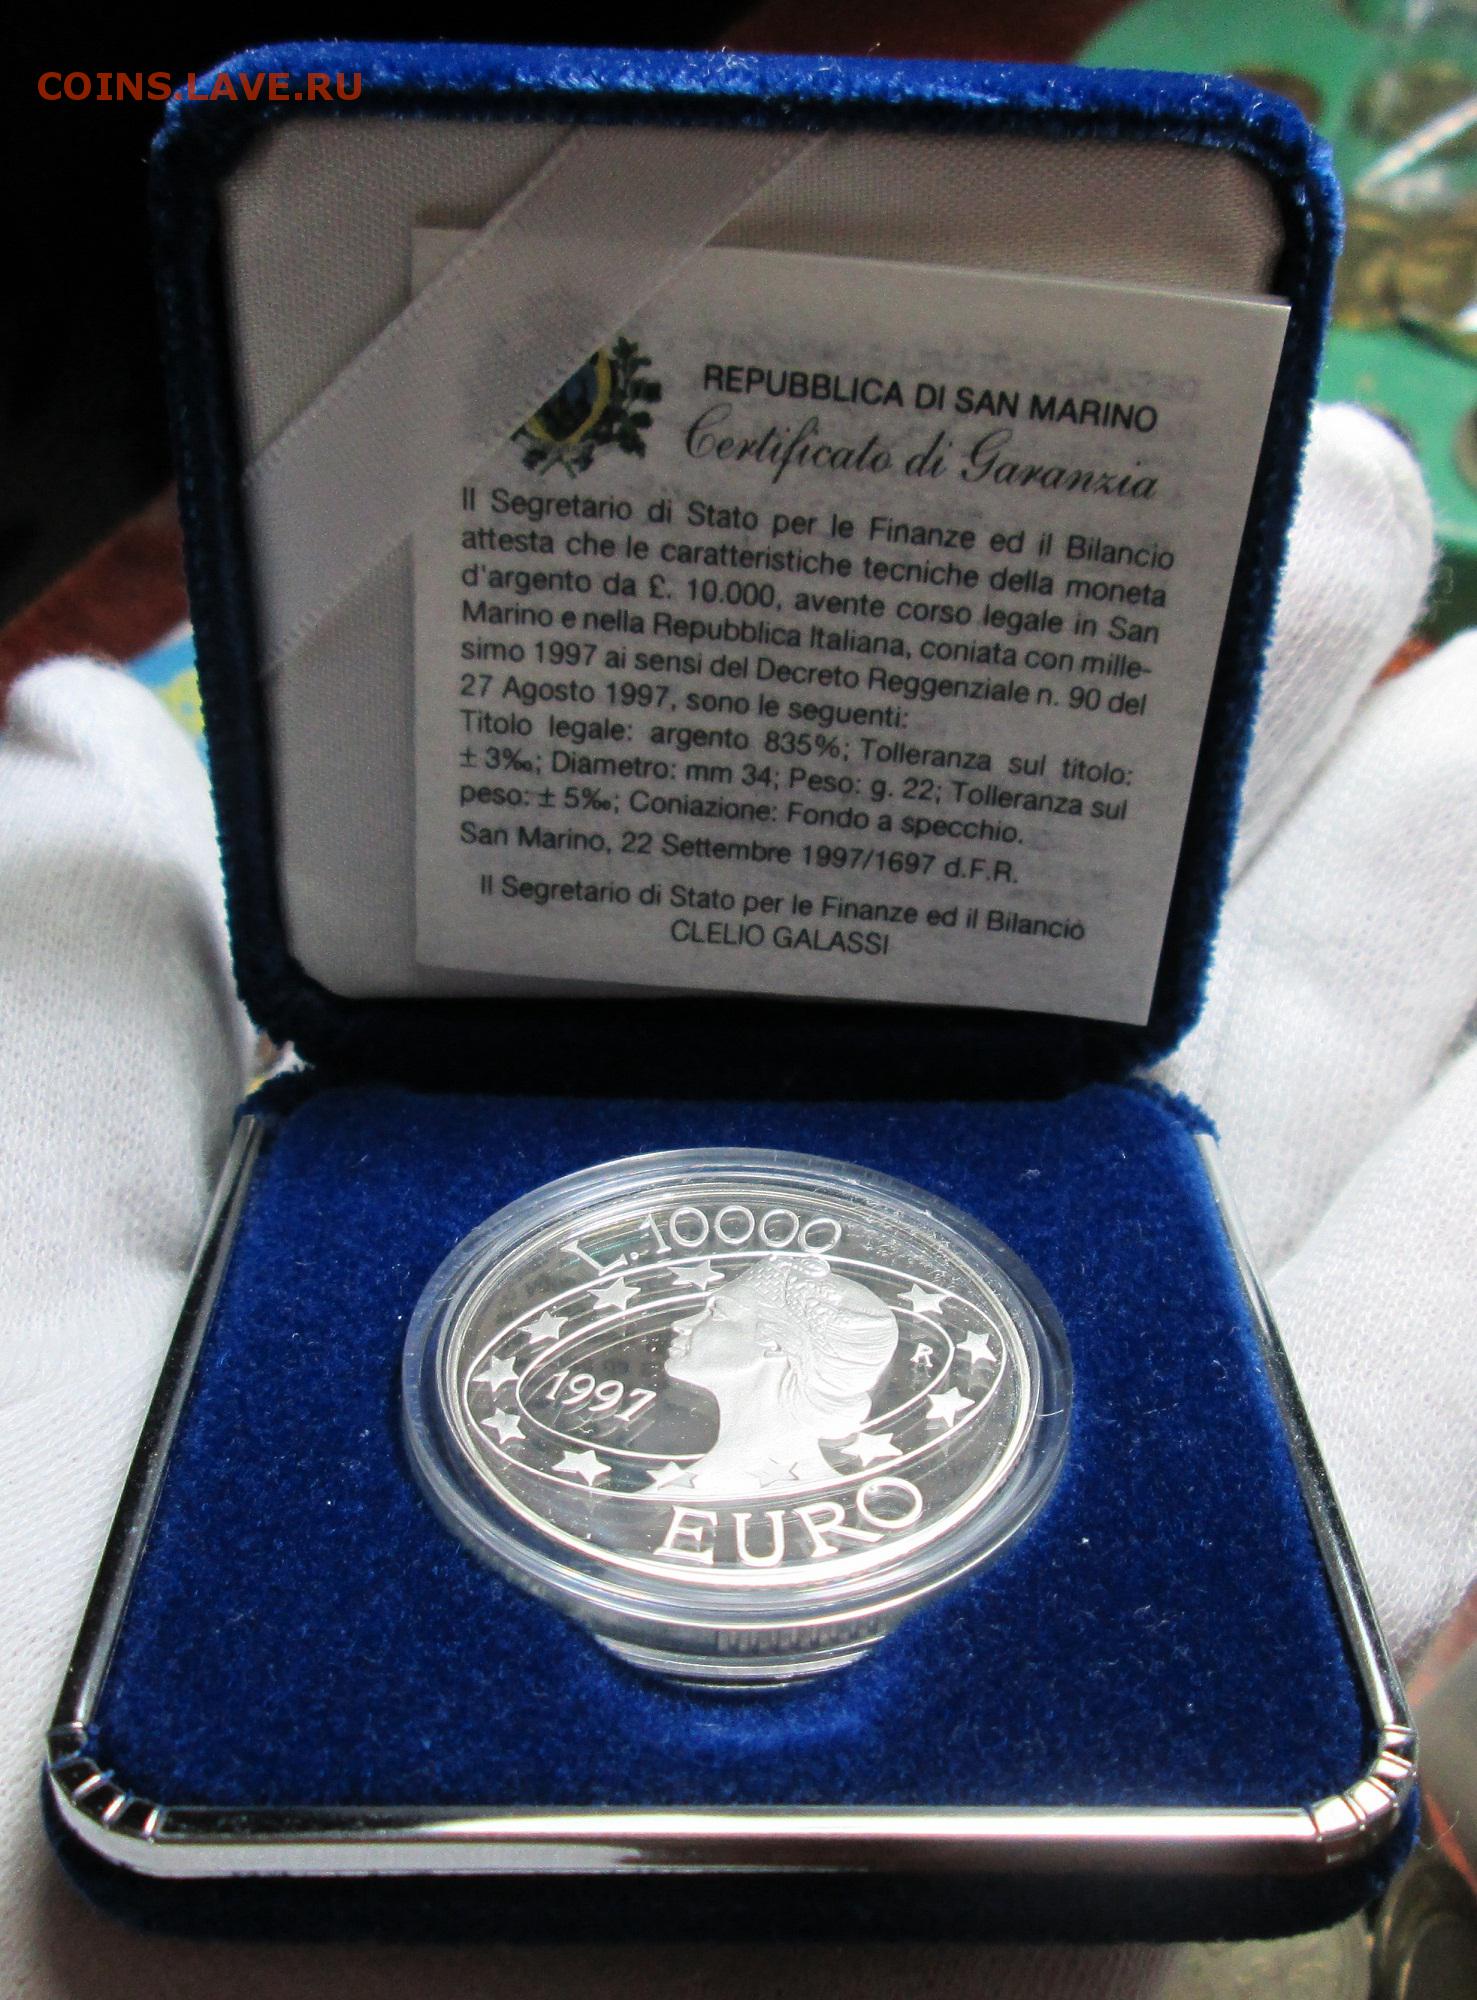 COINS.LAVE.RU
REPUBBLICA DI SAN MARINO
Certificato di Garanzia
Il Segretario di Stato per le Finanze ed il Bilancio
attesta che le caratteristiche tecniche della moneta
d'argento da £. 10.000, avente corso legale in San
Marino e nella Repubblica Italiana, coniata con mille-
simo 1997 ai sensi del Decreto Reggenziale n. 90 del
27 Agosto 1997, sono le seguenti:
Titolo legale: argento 835%; Tolleranza sul titolo:
± 3‰; Diametro: mm 34; Peso: g. 22; Tolleranza sul
peso: ± 5‰; Coniazione: Fondo a specchio.
San Marino, 22 Settembre 1997/1697 d.F.R.
Il Segretario di Stato per le Finanze ed il Bilancio
CLELIO GALASSI
L. 10000
R
1997
EURO